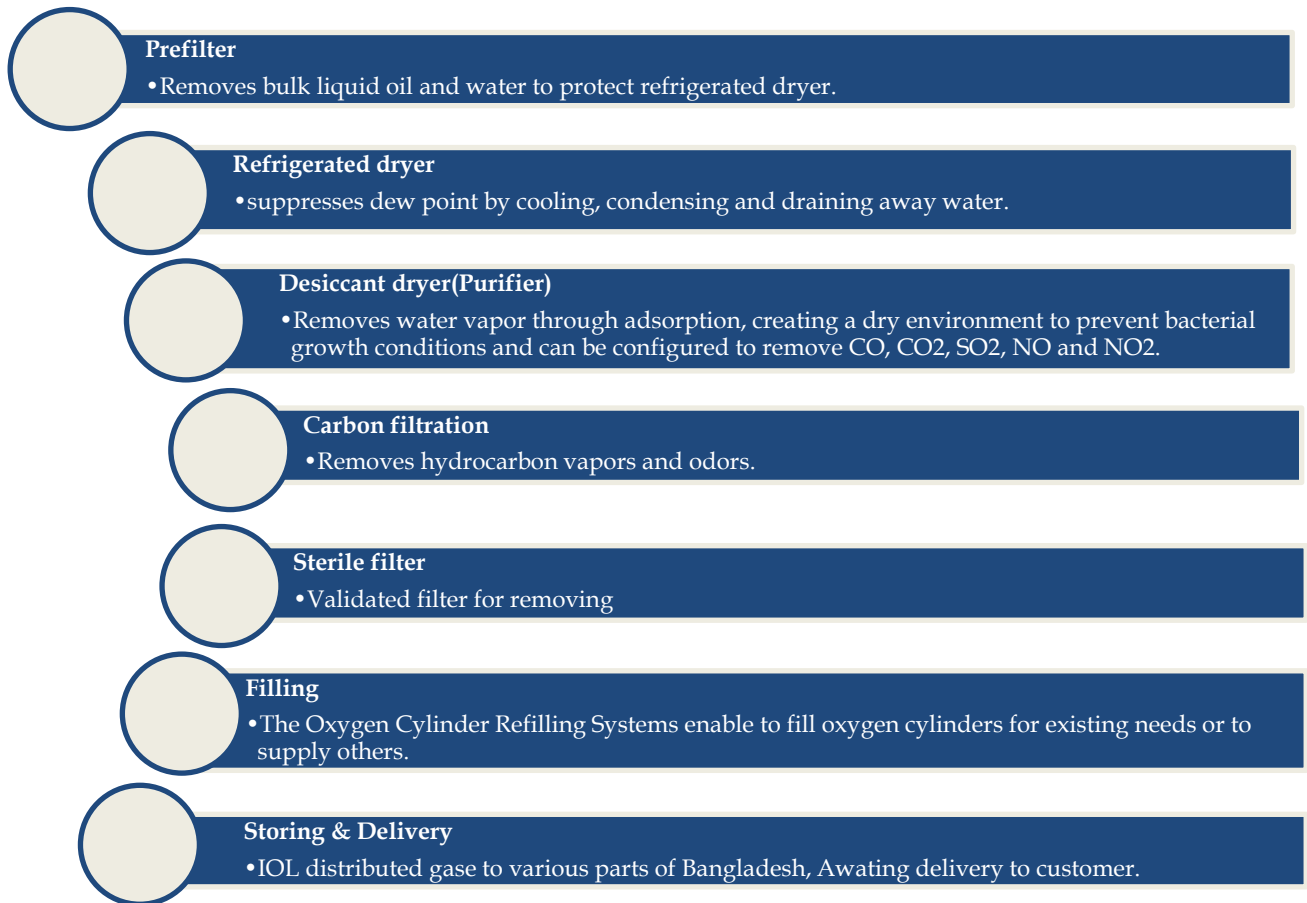 Prefilter
•Removes bulk liquid oil and water to protect refrigerated dryer.
Refrigerated dryer
•suppresses dew point by cooling, condensing and draining away water.
Desiccant dryer(Purifier)
•Removes water vapor through adsorption, creating a dry environment to prevent bacterial
growth conditions and can be configured to remove CO, CO2, SO2, NO and NO2.
Carbon filtration
•Removes hydrocarbon vapors and odors.
Sterile filter
•Validated filter for removing
Filling
•The Oxygen Cylinder Refilling Systems enable to fill oxygen cylinders for existing needs or to
supply others.
Storing & Delivery
•IOL distributed gase to various parts of Bangladesh, Awating delivery to customer.